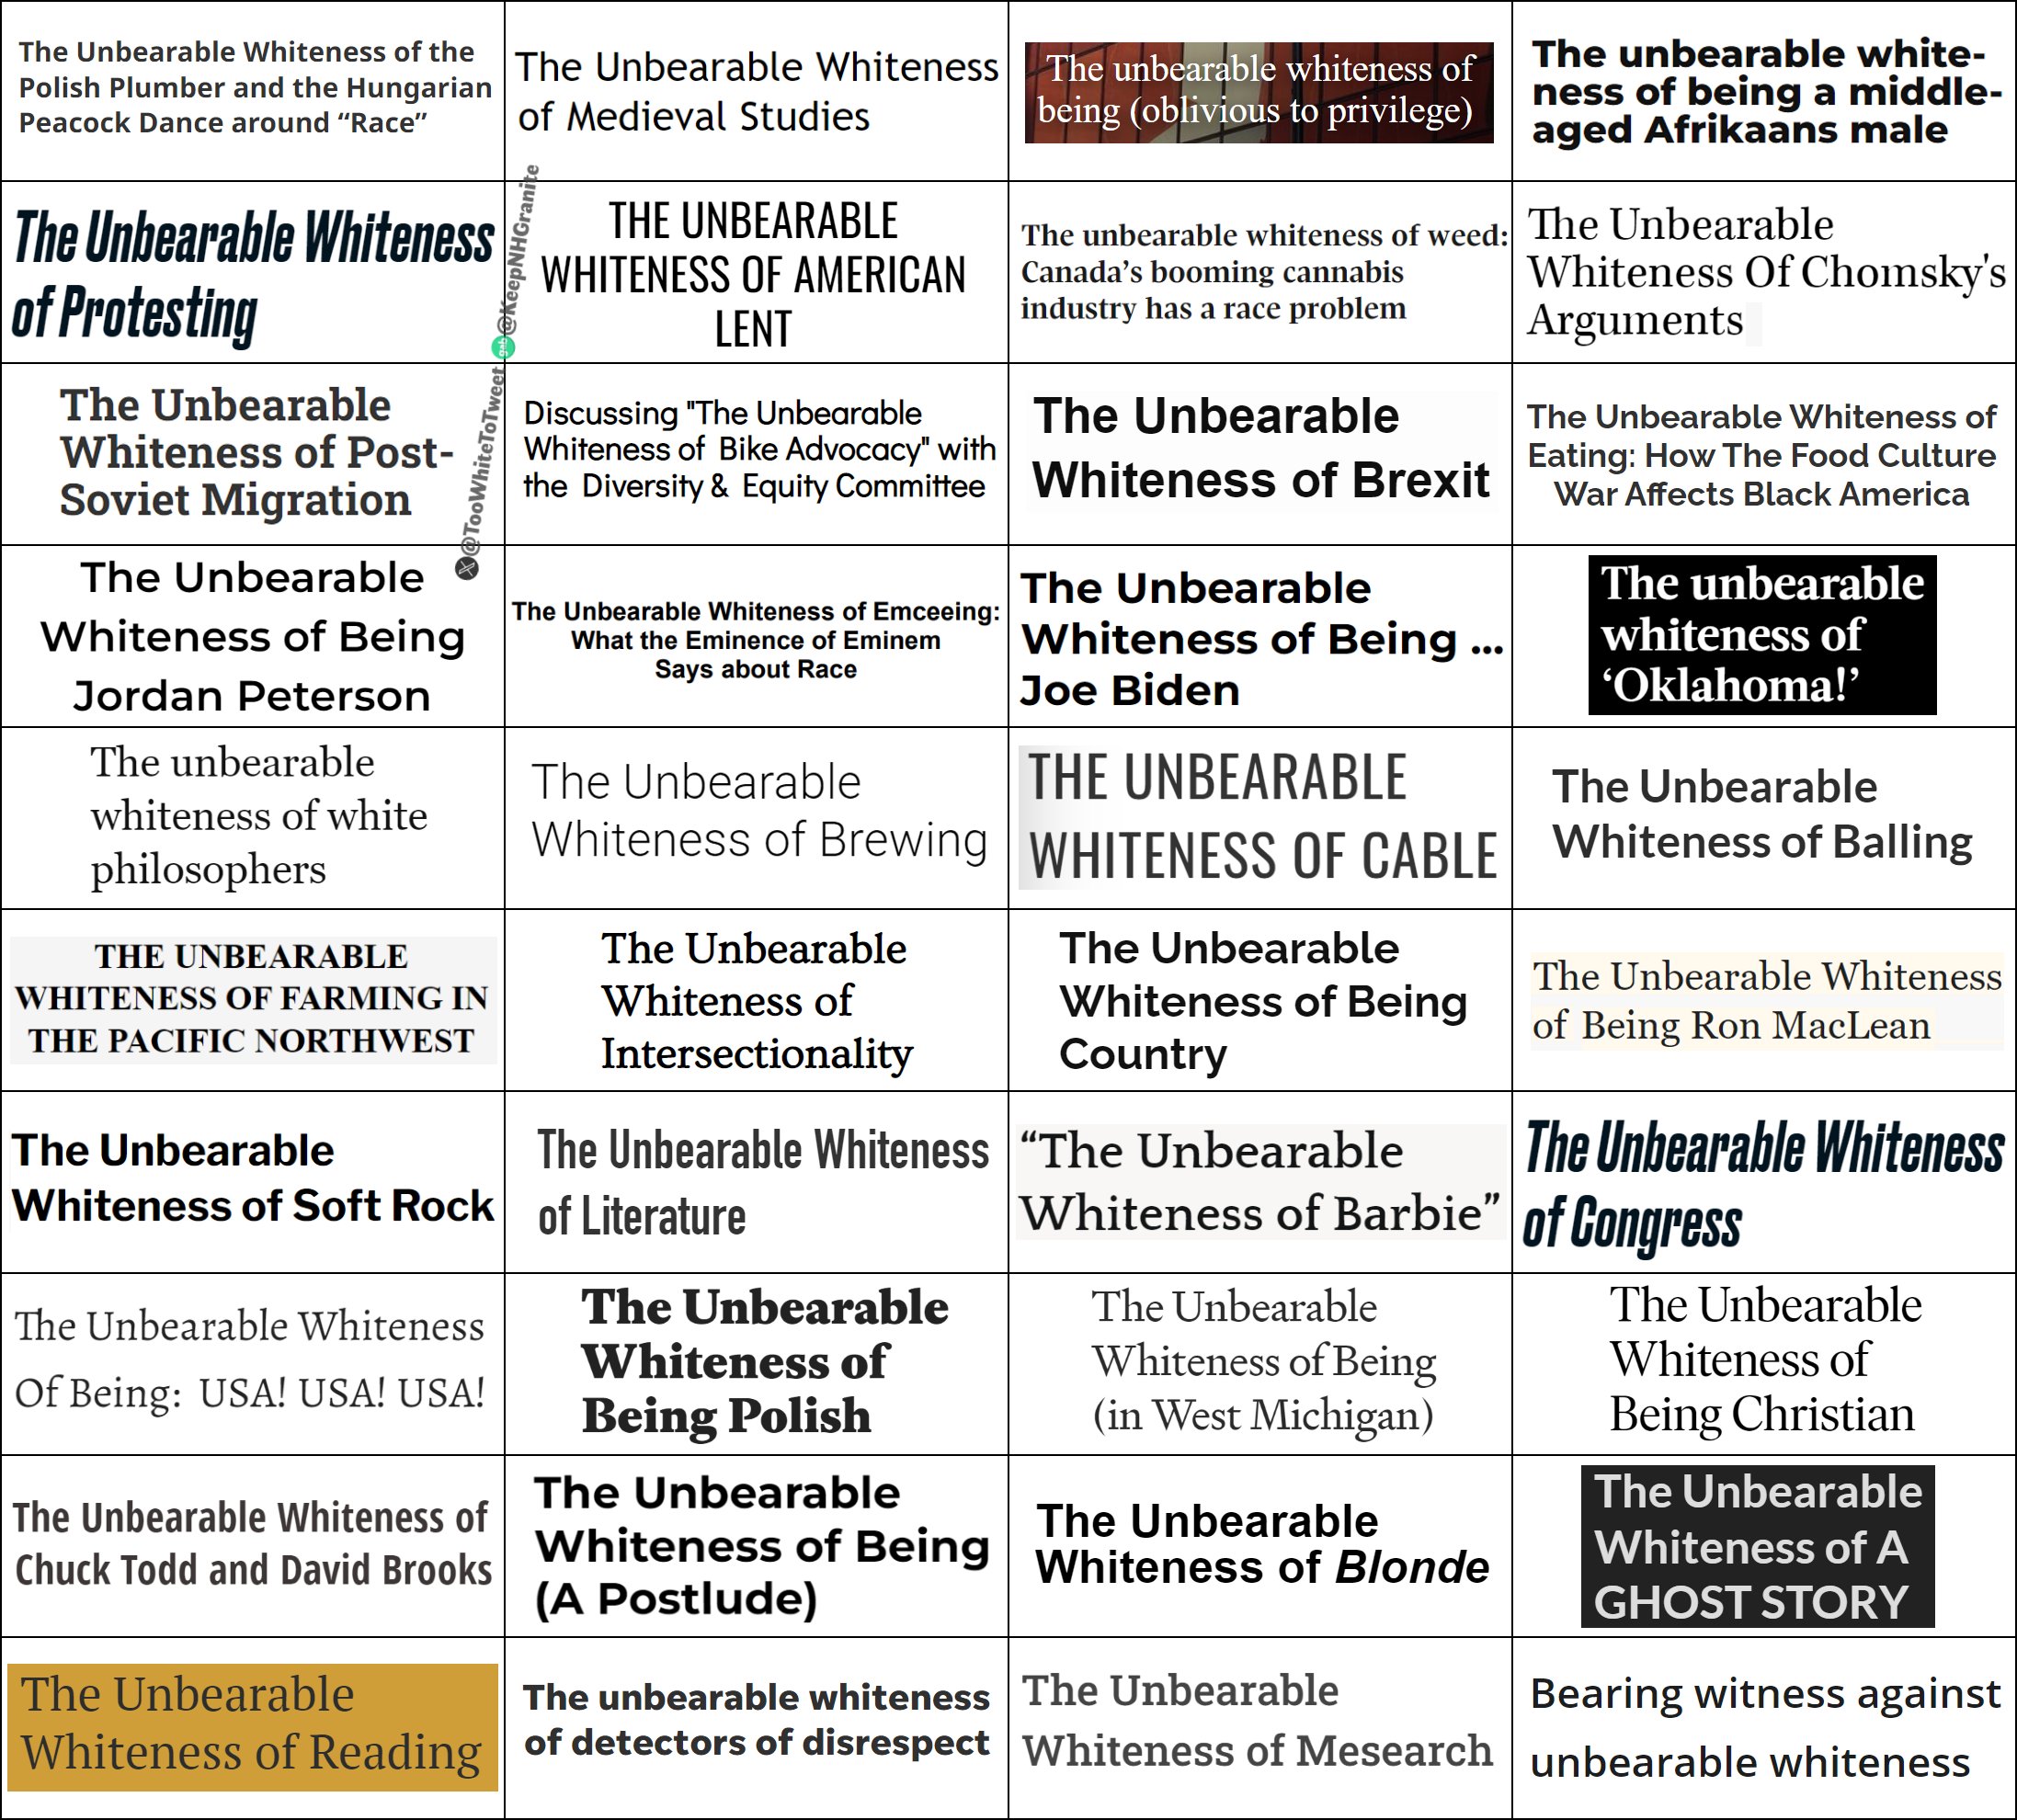 The Unbearable Whiteness of the
Polish Plumber and the Hungarian
Peacock Dance around “Race”
The Unbearable Whiteness
of Medieval Studies
The unbearable whiteness of
being (oblivious to privilege)
The unbearable white-
ness of being a middle-
aged Afrikaans male
The Unbearable Whiteness
of Protesting
THE UNBEARABLE
WHITENESS OF AMERICAN
LENT
The unbearable whiteness of weed:
Canada’s booming cannabis
industry has a race problem
The Unbearable
Whiteness Of Chomsky's
Arguments
The Unbearable
Whiteness of Post-
Soviet Migration
Discussing "The Unbearable
Whiteness of Bike Advocacy" with
the Diversity & Equity Committee
The Unbearable
Whiteness of Brexit
The Unbearable Whiteness of
Eating: How The Food Culture
War Affects Black America
@TooWhiteToTweet gab @KeepNHGranite
The Unbearable
Whiteness of Being
Jordan Peterson
The Unbearable Whiteness of Emceeing:
What the Eminence of Eminem
Says about Race
The Unbearable
Whiteness of Being ...
Joe Biden
The unbearable
whiteness of
‘Oklahoma!’
The unbearable
whiteness of white
philosophers
The Unbearable
Whiteness of Brewing
THE UNBEARABLE
WHITENESS OF CABLE
The Unbearable
Whiteness of Balling
THE UNBEARABLE
WHITENESS OF FARMING IN
THE PACIFIC NORTHWEST
The Unbearable
Whiteness of
Intersectionality
The Unbearable
Whiteness of Being
Country
The Unbearable Whiteness
of Being Ron MacLean
The Unbearable
Whiteness of Soft Rock
The Unbearable Whiteness
of Literature
“The Unbearable
Whiteness of Barbie”
The Unbearable Whiteness
of Congress
The Unbearable Whiteness
Of Being: USA! USA! USA!
The Unbearable
Whiteness of
Being Polish
The Unbearable
Whiteness of Being
(in West Michigan)
The Unbearable
Whiteness of
Being Christian
The Unbearable Whiteness of
Chuck Todd and David Brooks
The Unbearable
Whiteness of Being
(A Postlude)
The Unbearable
Whiteness of Blonde
The Unbearable
Whiteness of A
GHOST STORY
The Unbearable
Whiteness of Reading
The unbearable whiteness
of detectors of disrespect
The Unbearable
Whiteness of Mesearch
Bearing witness against
unbearable whiteness